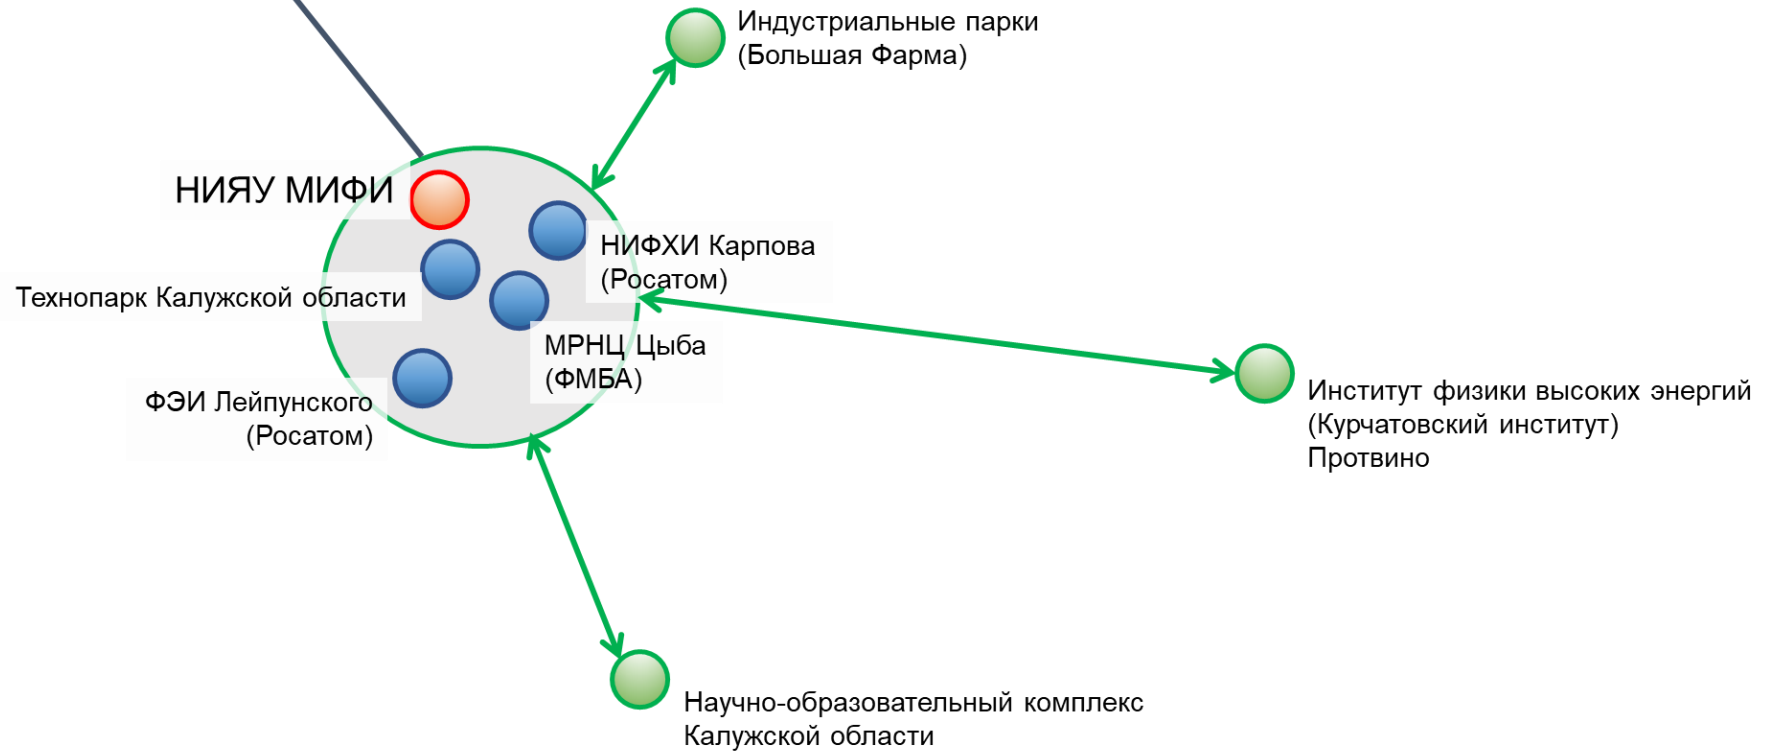 Индустриальные парки
(Большая Фарма)
НИЯУ МИФИ
НИФХИ Карпова
(Росатом)
Технопарк Калужской области
МРНЦ Цыба
(ФМБА)
ФЭИ Лейпунского
(Росатом)
Институт физики высоких энергий
(Курчатовский институт)
Протвино
Научно-образовательный комплекс
Калужской области